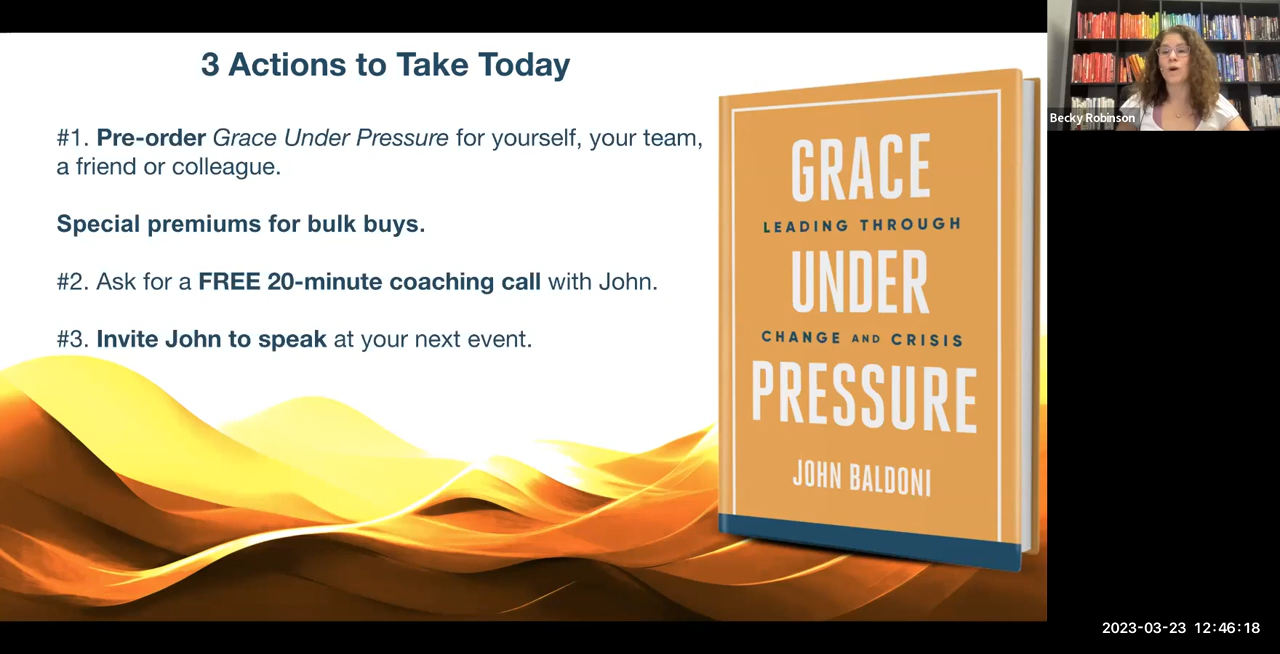 3 Actions to Take Today
#1. Pre-order Grace Under Pressure for yourself, your team,
a friend or colleague.
Special premiums for bulk buys.
#2. Ask for a FREE 20-minute coaching call with John.
#3. Invite John to speak at your next event.
GRACE
LEADING THROUGH
UNDER
CHANGE AND CRISIS
PRESSURE
JOHN BALDONI
Becky Robinson
2023-03-23 12:46:18